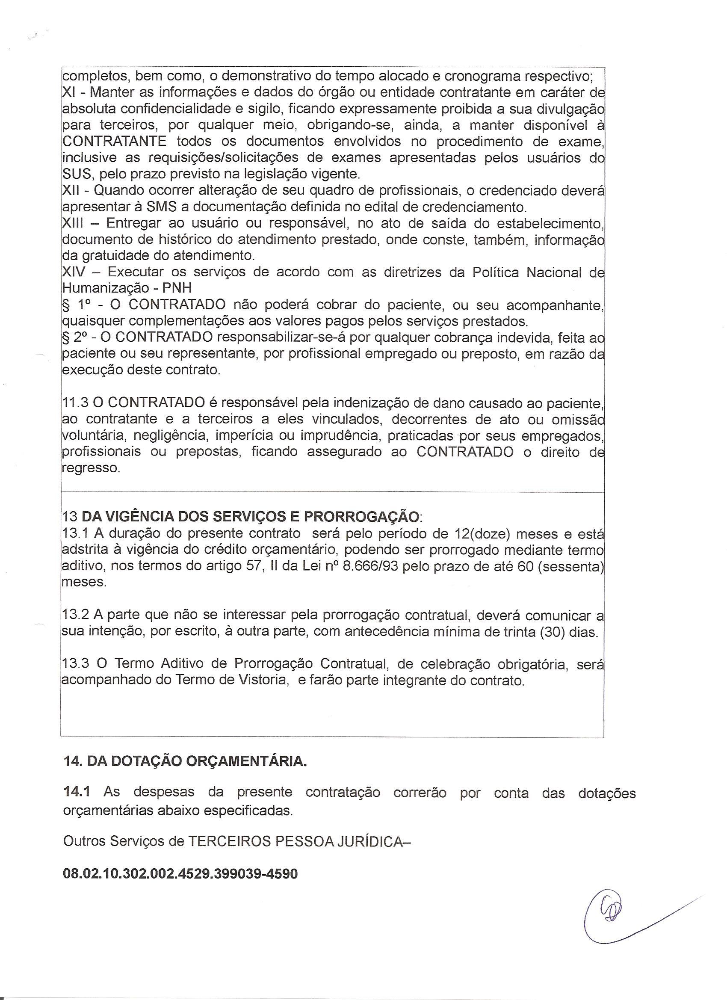 completos, bem como, o demonstrativo do tempo alocado e cronograma respectivo;
XI - Manter as informações e dados do órgão ou entidade contratante em caráter de
absoluta confidencialidade e sigilo, ficando expressamente proibida a sua divulgação
para terceiros, por qualquer meio, obrigando-se, ainda, a manter disponível à
CONTRATANTE todos os documentos envolvidos no procedimento de exame,
inclusive as requisições/solicitações de exames apresentadas pelos usuários do
SUS, pelo prazo previsto na legislação vigente.
XII - Quando ocorrer alteração de seu quadro de profissionais, o credenciado deverá
apresentar à SMS a documentação definida no edital de credenciamento.
XIII – Entregar ao usuário ou responsável, no ato de saída do estabelecimento,
documento de histórico do atendimento prestado, onde conste, também, informação
da gratuidade do atendimento.
XIV – Executar os serviços de acordo com as diretrizes da Política Nacional de
Humanização - PNH
§ 1º - O CONTRATADO não poderá cobrar do paciente, ou seu acompanhante,
quaisquer complementações aos valores pagos pelos serviços prestados.
§ 2º - O CONTRATADO responsabilizar-se-á por qualquer cobrança indevida, feita ao
paciente ou seu representante, por profissional empregado ou preposto, em razão da
execução deste contrato.
11.3 O CONTRATADO é responsável pela indenização de dano causado ao paciente,
ao contratante e a terceiros a eles vinculados, decorrentes de ato ou omissão
voluntária, negligência, imperícia ou imprudência, praticadas por seus empregados,
profissionais ou prepostas, ficando assegurado ao CONTRATADO o direito de
regresso.
13 DA VIGÊNCIA DOS SERVIÇOS E PRORROGAÇÃO:
13.1 A duração do presente contrato será pelo período de 12(doze) meses e está
adstrita à vigência do crédito orçamentário, podendo ser prorrogado mediante termo
aditivo, nos termos do artigo 57, II da Lei nº 8.666/93 pelo prazo de até 60 (sessenta)
meses.
13.2 A parte que não se interessar pela prorrogação contratual, deverá comunicar a
sua intenção, por escrito, à outra parte, com antecedência mínima de trinta (30) dias.
13.3 O Termo Aditivo de Prorrogação Contratual, de celebração obrigatória, será
acompanhado do Termo de Vistoria, e farão parte integrante do contrato.
14. DA DOTAÇÃO ORÇAMENTÁRIA.
14.1 As despesas da presente contratação correrão por conta das dotações
orçamentárias abaixo especificadas.
Outros Serviços de TERCEIROS PESSOA JURÍDICA–
08.02.10.302.002.4529.399039-4590